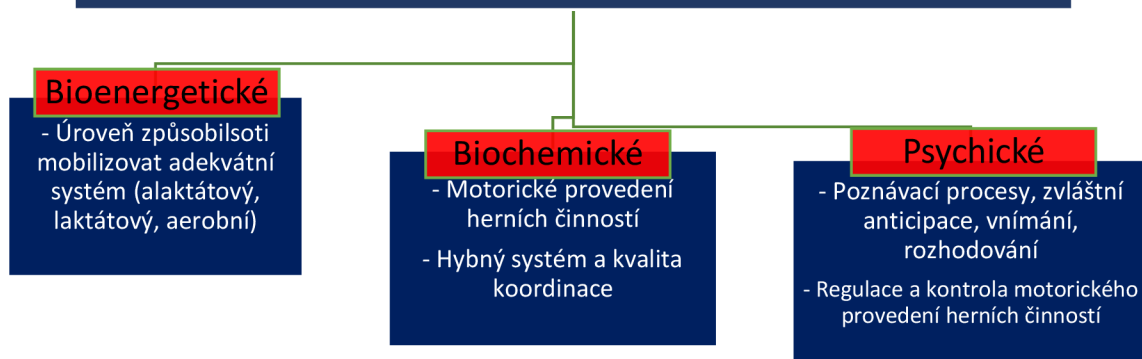 Bioenergetické
- Úroveň způsobilsoti
mobilizovat adekvátní
systém (alaktátový,
laktátový, aerobní)
Biochemické
- Motorické provedení
herních činností
- Hybný systém a kvalita
koordinace
Psychické
- Poznávací procesy, zvláštní
anticipace, vnímání,
rozhodování
- Regulace a kontrola motorického
provedení herních činností